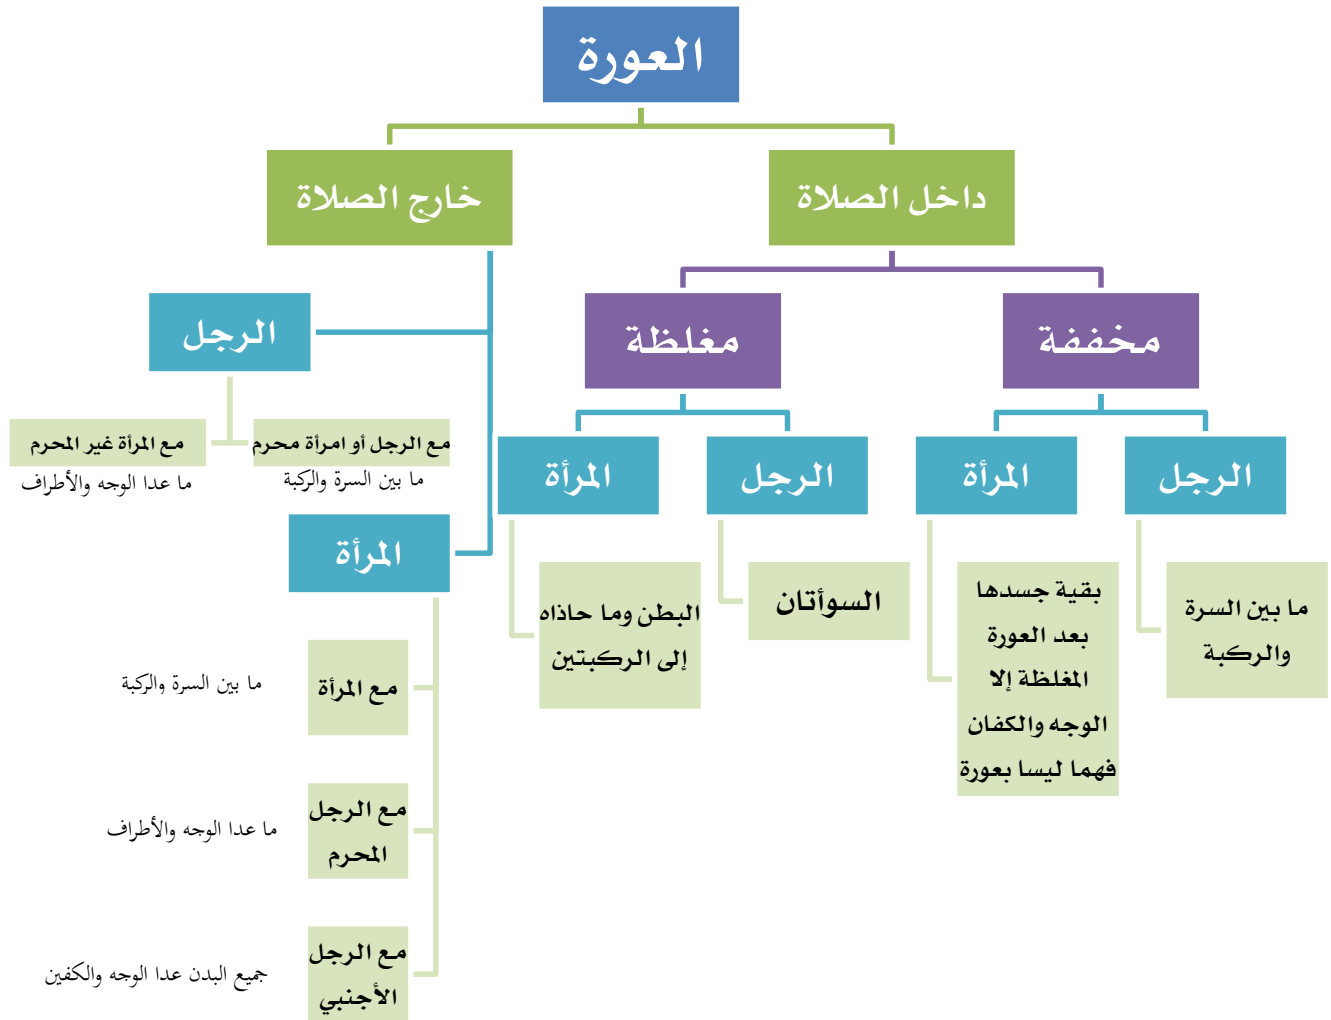 العورة
داخل الصلاة
خارج الصلاة
مخففة
مغلظة
الرجل
الرجل
المرأة
الرجل
المرأة
ما بين السرة
والركبة
بقية جسدها
بعد العورة
المغلظة إلا
الوجه والكفان
فهما ليسا بعورة
السوأتان
البطن وما حاذاه
إلى الركبتين
مع الرجل أو امرأة محرم
ما بين السرة والركبة
مع المرأة غير المحرم
ما عدا الوجه والأطراف
المرأة
مع المرأة
ما بين السرة والركبة
مع الرجل
المحرم
ما عدا الوجه والأطراف
مع الرجل
الأجنبي
جميع البدن عدا الوجه والكفين